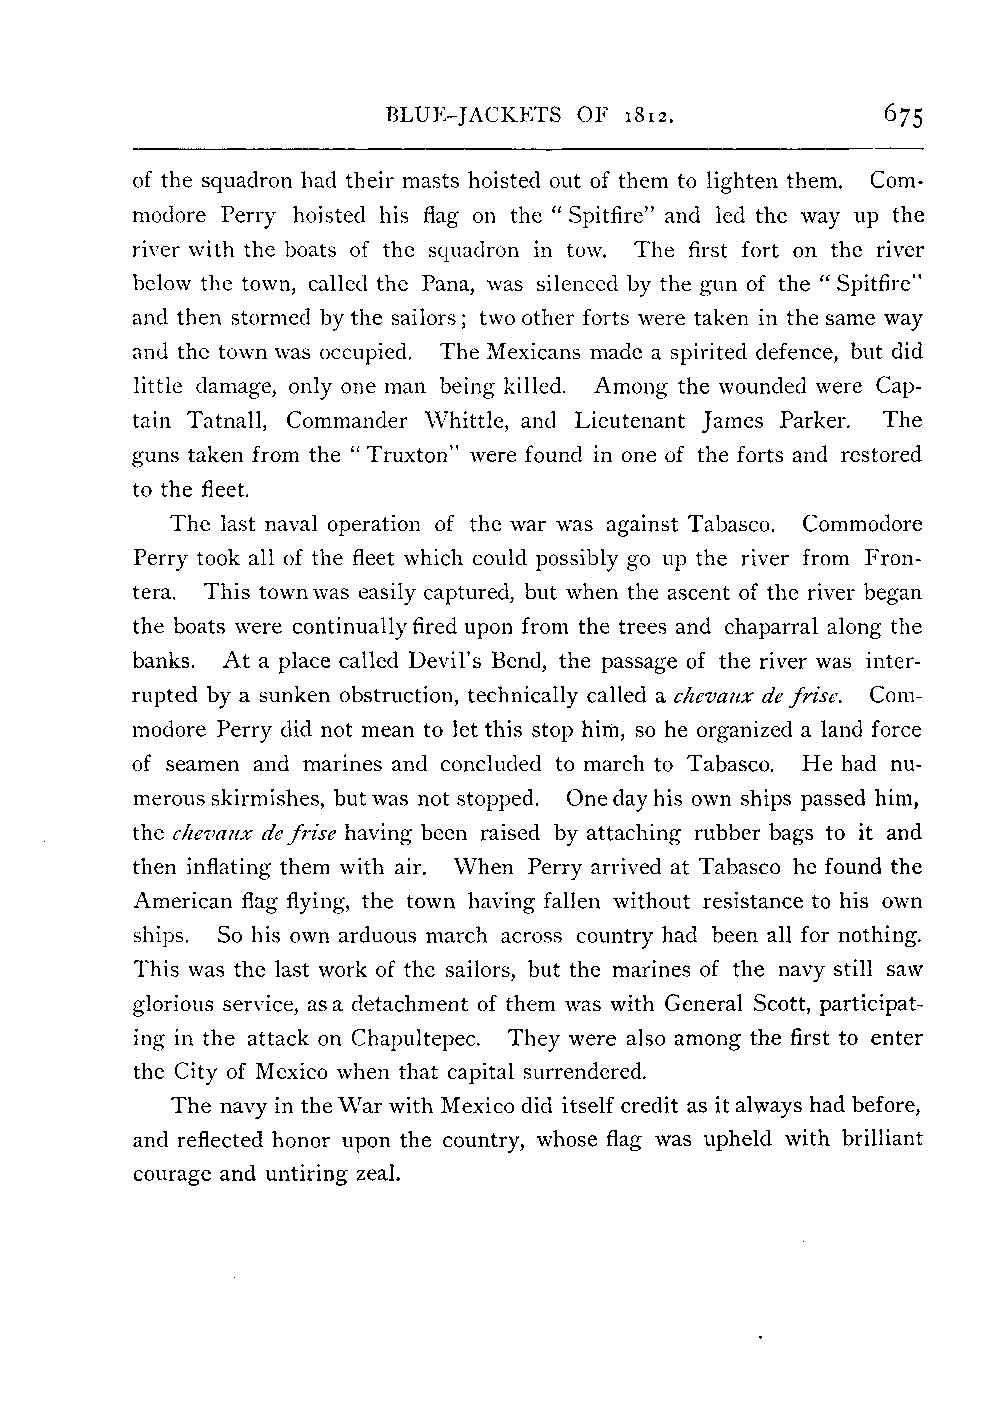 BLUE-JACKETS OF 1812. 675
of the squadron had their masts hoisted out of them to lighten them. Com-
modore Perry hoisted his flag on the " Spitfire" and led the way up the
river with the boats of the squadron in tow. The first fort on the river
below the town, called the Pana, was silenced by the gun of the " Spitfire"
and then stormed by the sailors; two other forts were taken in the same way
and the town was occupied. The Mexicans made a spirited defence, but did
little damage, only one man being killed. Among the wounded were Cap-
tain Tatnall, Commander Whittle, and Lieutenant James Parker. The
guns taken from the " Truxton" were found in one of the forts and restored
to the fleet.
The last naval operation of the war was against Tabasco. Commodore
Perry took all of the fleet which could possibly go up the river from Fron-
tera. This town was easily captured, but when the ascent of the river began
the boats were continually fired upon from the trees and chaparral along the
banks. At a place called Devil's Bend, the passage of the river was inter-
rupted by a sunken obstruction, technically called a chevaux de frise. Com-
modore Perry did not mean to let this stop him, so he organized a land force
of seamen and marines and concluded to march to Tabasco. He had nu-
merous skirmishes, but was not stopped. One day his own ships passed him,
the chevaux de frise having been raised by attaching rubber bags to it and
then inflating them with air. When Perry arrived at Tabasco he found the
American flag flying, the town having fallen without resistance to his own
ships. So his own arduous march across country had been all for nothing.
This was the last work of the sailors, but the marines of the navy still saw
glorious service, as a detachment of them was with General Scott, participat-
ing in the attack on Chapultepec. They were also among the first to enter
the City of Mexico when that capital surrendered.
The navy in the War with Mexico did itself credit as it always had before,
and reflected honor upon the country, whose flag was upheld with brilliant
courage and untiring zeal.